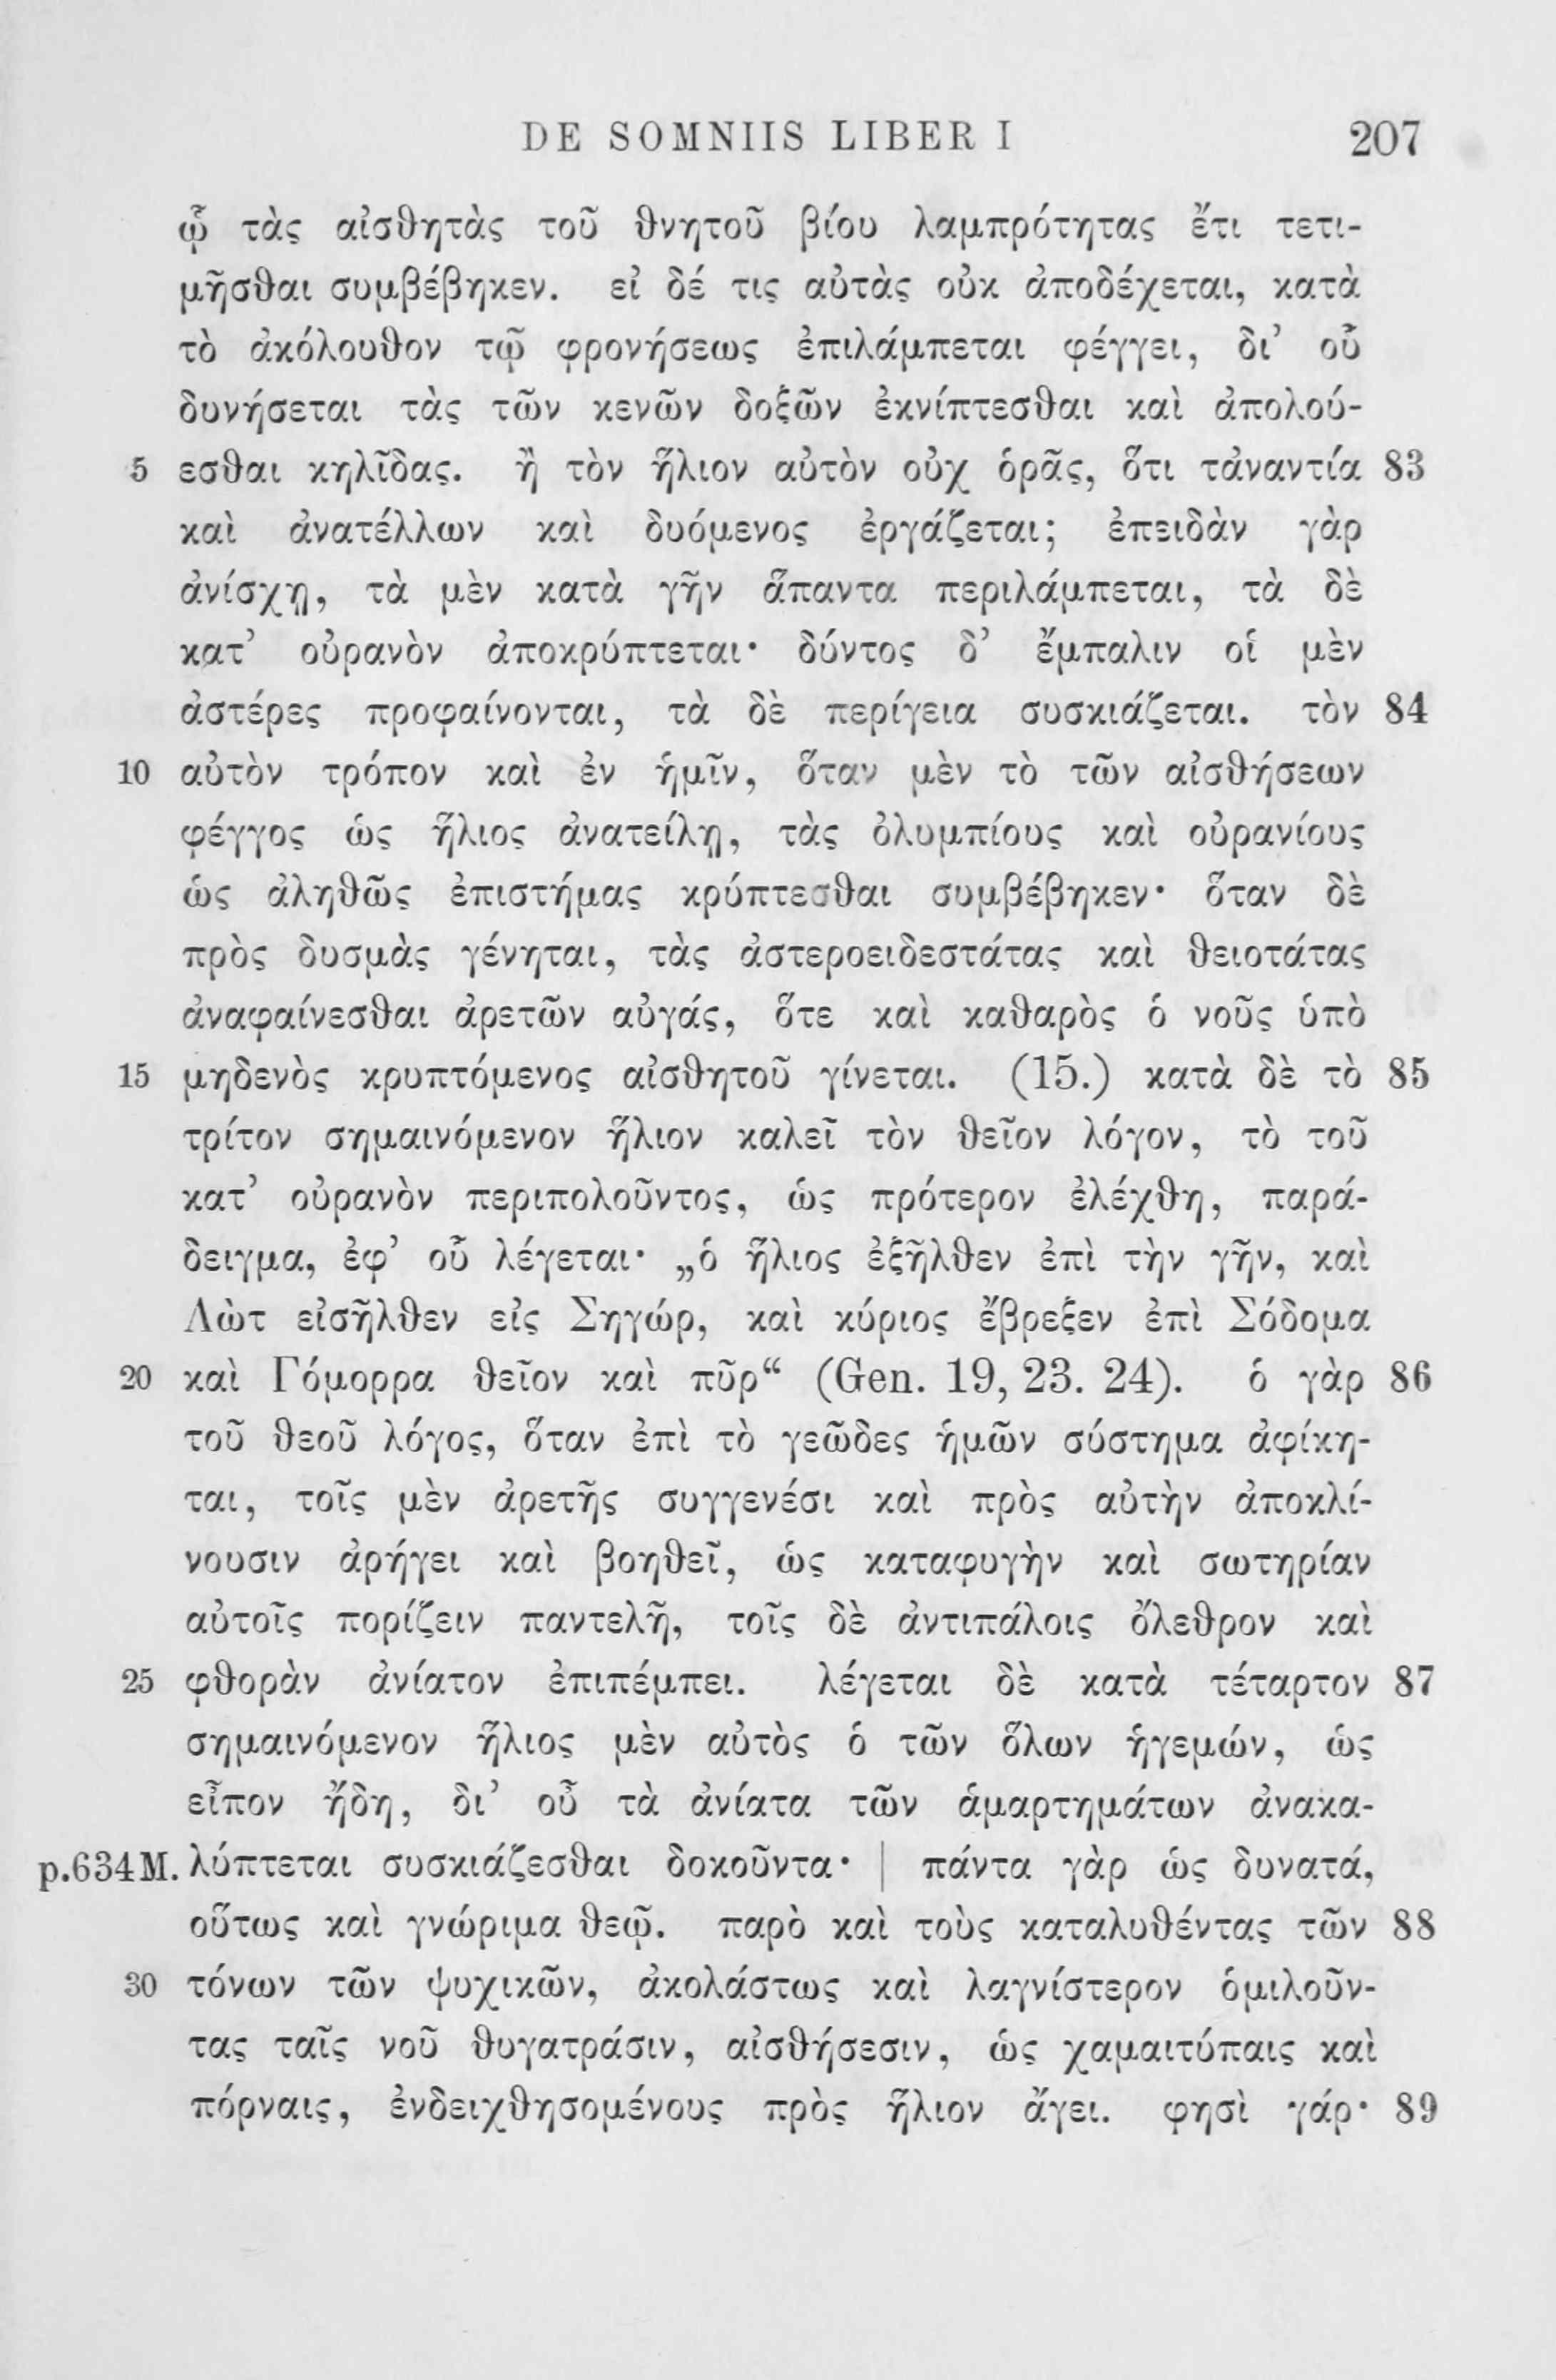 DE SOMNIIS LIBER I 207
ᾧ τὰς αἰσθητὰς τοῦ θνητοῦ βίου λαμπρότητας ἔτι τετι-
μῆσθαι συμβέβηκεν. εἰ δέ τις αὐτὰς οὐκ ἀποδέχεται, κατὰ
τὸ ἀκόλουθον τῷ φρονήσεως ἐπιλάμπεται φέγγει, δι’ οὗ
δυνήσεται τὰς τῶν κενῶν δοξῶν ἐκνίπτεσθαι καὶ ἀπολού-
5 εσθαι κηλῖδας. ἢ τὸν ἥλιον αὐτὸν οὐχ ὁρᾷς, ὅτι τἀναντία 83
καὶ ἀνατέλλων καὶ δυόμενος ἐργάζεται; ἐπειδὰν γὰρ
ἀνίσχῃ, τὰ μὲν κατὰ γῆν ἅπαντα περιλάμπεται, τὰ δὲ
κατ’ οὐρανὸν ἀποκρύπτεται· δύντος δ’ ἔμπαλιν οἱ μὲν
ἀστέρες προφαίνονται, τὰ δὲ περίγεια συσκιάζεται. τὸν 84
10 αὐτὸν τρόπον καὶ ἐν ἡμῖν, ὅταν μὲν τὸ τῶν αἰσθήσεων
φέγγος ὡς ἥλιος ἀνατείλῃ, τὰς ὀλυμπίους καὶ οὐρανίους
ὡς ἀληθῶς ἐπιστήμας κρύπτεσθαι συμβέβηκεν· ὅταν δὲ
πρὸς δυσμὰς γένηται, τὰς ἀστεροειδεστάτας καὶ θειοτάτας
ἀναφαίνεσθαι ἀρετῶν αὐγάς, ὅτε καὶ καθαρὸς ὁ νοῦς ὑπὸ
15 μηδενὸς κρυπτόμενος αἰσθητοῦ γίνεται. (15.) κατὰ δὲ τὸ 85
τρίτον σημαινόμενον ἥλιον καλεῖ τὸν θεῖον λόγον, τὸ τοῦ
κατ’ οὐρανὸν περιπολοῦντος, ὡς πρότερον ἐλέχθη, παρά-
δειγμα, ἐφ’ οὗ λέγεται· „ὁ ἥλιος ἐξῆλθεν ἐπὶ τὴν γῆν, καὶ
Λὼτ εἰσῆλθεν εἰς Σηγώρ, καὶ κύριος ἔβρεξεν ἐπὶ Σόδομα
20 καὶ Γόμορρα θεῖον καὶ πῦρ“ (Gen. 19, 23. 24). ὁ γὰρ 86
τοῦ θεοῦ λόγος, ὅταν ἐπὶ τὸ γεῶδες ἡμῶν σύστημα ἀφίκη-
ται, τοῖς μὲν ἀρετῆς συγγενέσι καὶ πρὸς αὐτὴν ἀποκλί-
νουσιν ἀρήγει καὶ βοηθεῖ, ὡς καταφυγὴν καὶ σωτηρίαν
αὐτοῖς πορίζειν παντελῆ, τοῖς δὲ ἀντιπάλοις ὄλεθρον καὶ
25 φθορὰν ἀνίατον ἐπιπέμπει. λέγεται δὲ κατὰ τέταρτον 87
σημαινόμενον ἥλιος μὲν αὐτὸς ὁ τῶν ὅλων ἡγεμών, ὡς
εἶπον ἤδη, δι’ οὗ τὰ ἀνίατα τῶν ἁμαρτημάτων ἀνακα-
p.634M. λύπτεται συσκιάζεσθαι δοκοῦντα· | πάντα γὰρ ὡς δυνατά,
οὕτως καὶ γνώριμα θεῷ. παρὸ καὶ τοὺς καταλυθέντας τῶν 88
30 τόνων τῶν ψυχικῶν, ἀκολάστως καὶ λαγνίστερον ὁμιλοῦν-
τας ταῖς νοῦ θυγατράσιν, αἰσθήσεσιν, ὡς χαμαιτύπαις καὶ
πόρναις, ἐνδειχθησομένους πρὸς ἥλιον ἄγει. φησὶ γάρ· 89